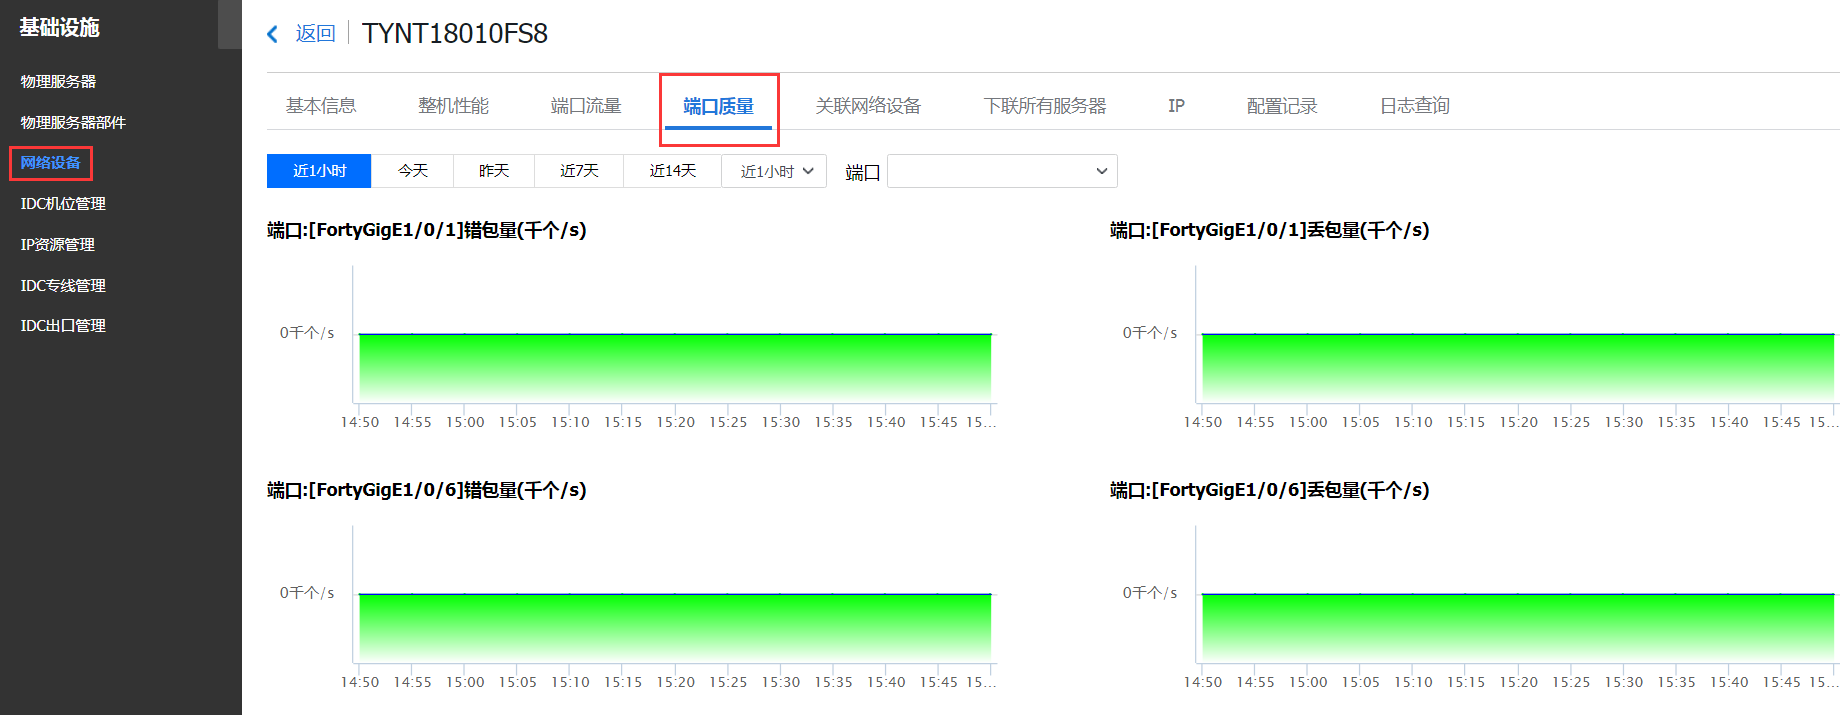 基础设施
物理服务器
物理服务器部件
网络设备
IDC机位管理
IP资源管理
IDC专线管理
IDC出口管理
返回 TYNT18010FS8
基本信息 整机性能 端口流量 端口质量 关联网络设备 下联所有服务器 IP 配置记录 日志查询
近1小时 今天 昨天 近7天 近14天 近1小时 端口
端口:[FortyGigE1/0/1]错包量(千个/s)
0千个/s
14:50 14:55 15:00 15:05 15:10 15:15 15:20 15:25 15:30 15:35 15:40 15:45 15...
端口:[FortyGigE1/0/1]丢包量(千个/s)
0千个/s
14:50 14:55 15:00 15:05 15:10 15:15 15:20 15:25 15:30 15:35 15:40 15:45 15...
端口:[FortyGigE1/0/6]错包量(千个/s)
0千个/s
14:50 14:55 15:00 15:05 15:10 15:15 15:20 15:25 15:30 15:35 15:40 15:45 15...
端口:[FortyGigE1/0/6]丢包量(千个/s)
0千个/s
14:50 14:55 15:00 15:05 15:10 15:15 15:20 15:25 15:30 15:35 15:40 15:45 15...